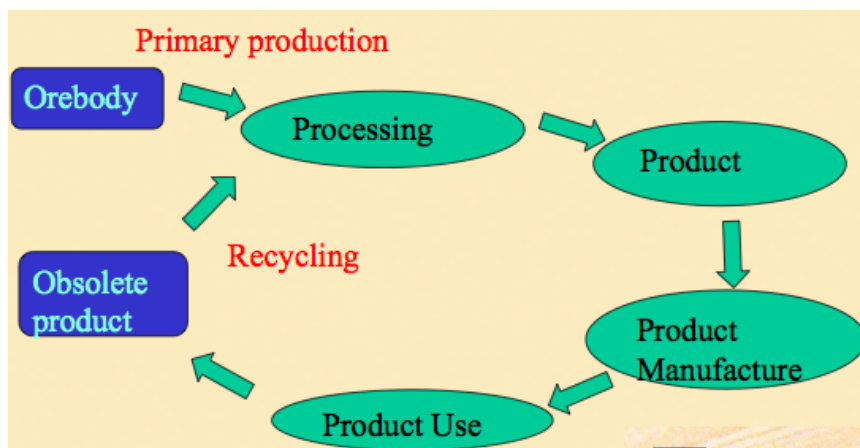 Primary production
Orebody
Processing
Product
Recycling
Obsolete
product
Product
Manufacture
Product Use